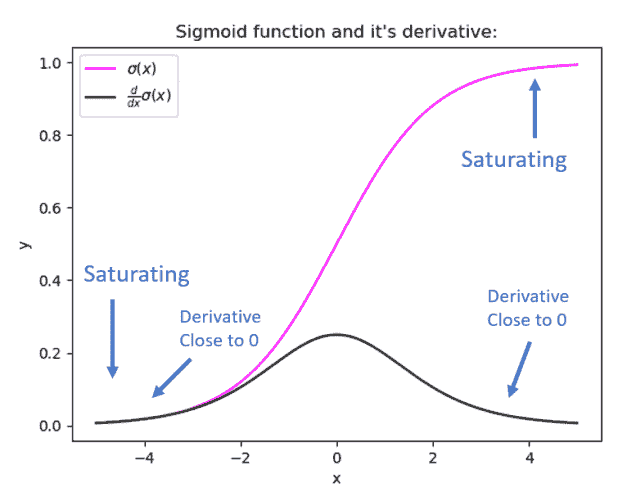 Sigmoid function and it's derivative:
σ(x)
d/dx σ(x)
1.0
0.8
0.6
0.4
0.2
0.0
y
Saturating
Saturating
Derivative
Close to 0
Derivative
Close to 0
−4
−2
0
2
4
x